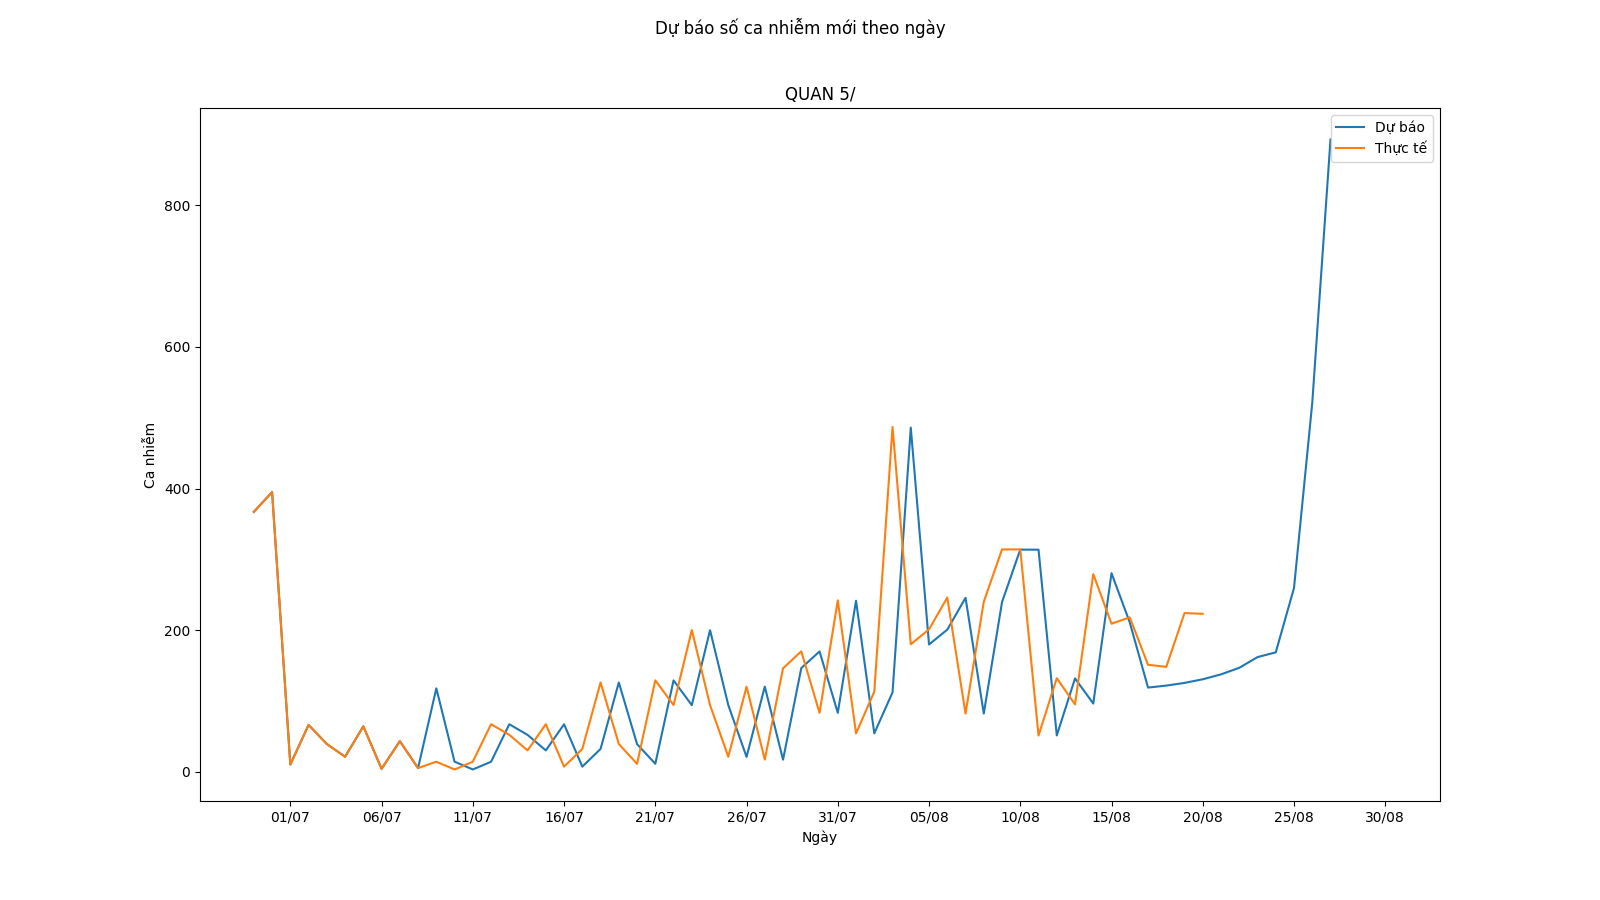 Dự báo số ca nhiễm mới theo ngày
QUAN 5/
Dự báo
Thực tế
800
600
400
200
0
Ca nhiễm
01/07 06/07 11/07 16/07 21/07 26/07 31/07 05/08 10/08 15/08 20/08 25/08 30/08
Ngày